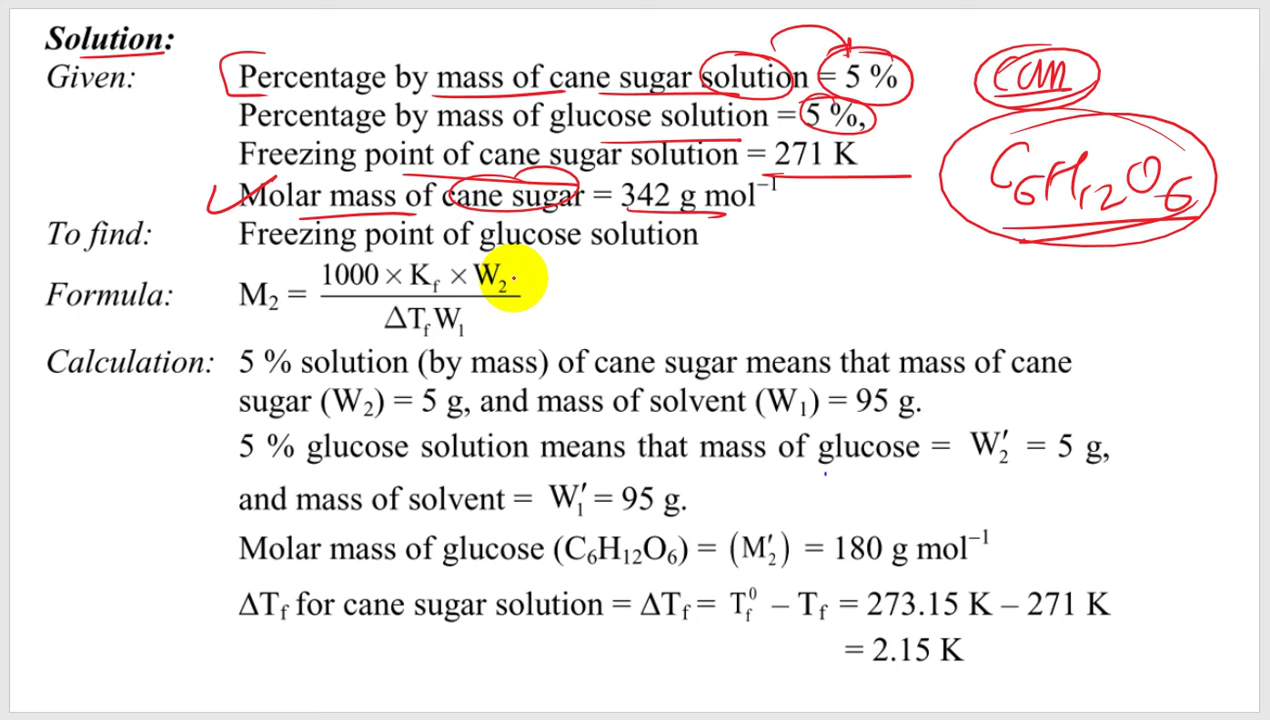 Solution:
Given: Percentage by mass of cane sugar solution = 5 %
Percentage by mass of glucose solution = 5 %,
Freezing point of cane sugar solution = 271 K
Molar mass of cane sugar = 342 g mol⁻¹
C₆H₁₂O₆
To find: Freezing point of glucose solution
Formula: M₂ = (1000 × K_f × W₂) / (ΔT_f W₁)
Calculation: 5 % solution (by mass) of cane sugar means that mass of cane
sugar (W₂) = 5 g, and mass of solvent (W₁) = 95 g.
5 % glucose solution means that mass of glucose = W₂′ = 5 g,
and mass of solvent = W₁′ = 95 g.
Molar mass of glucose (C₆H₁₂O₆) = (M₂′) = 180 g mol⁻¹
ΔT_f for cane sugar solution = ΔT_f = T_f⁰ – T_f = 273.15 K – 271 K
= 2.15 K